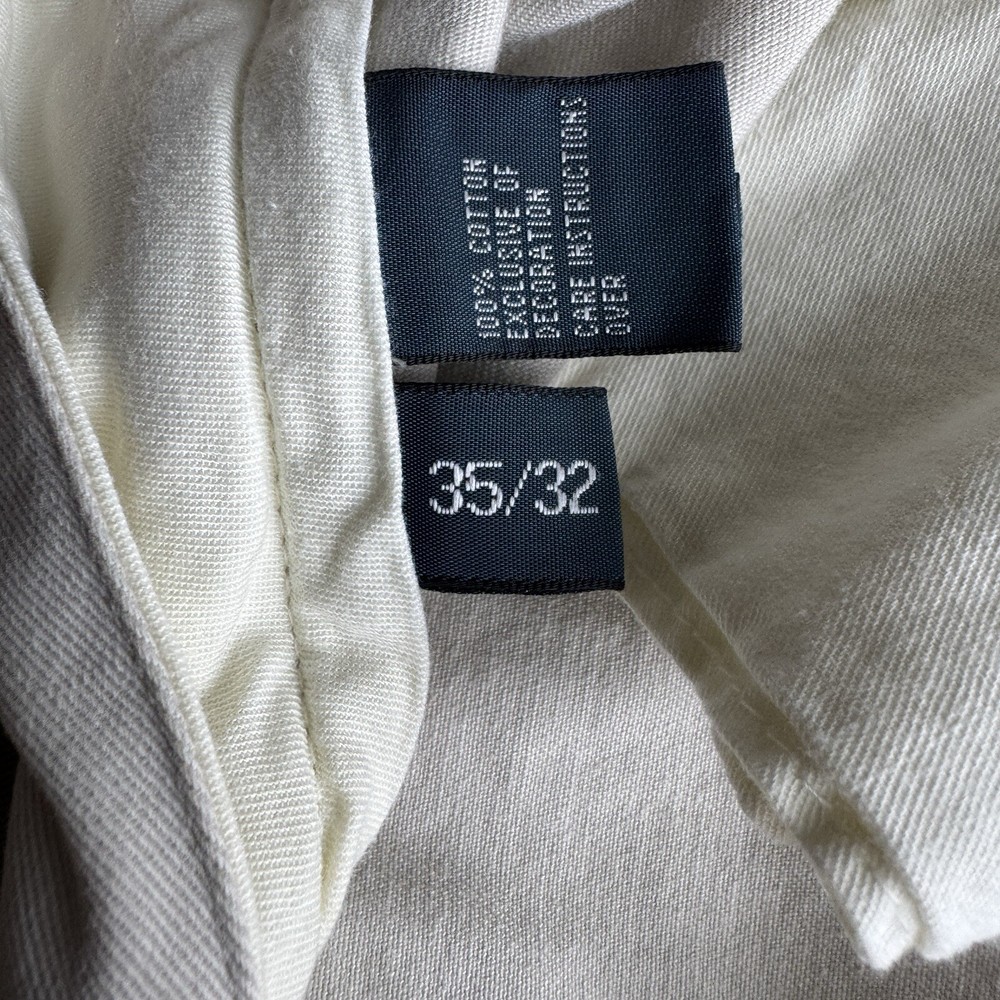 100% COTTON
EXCLUSIVE OF
DECORATION
CARE INSTRUCTIONS
OVER
35/32